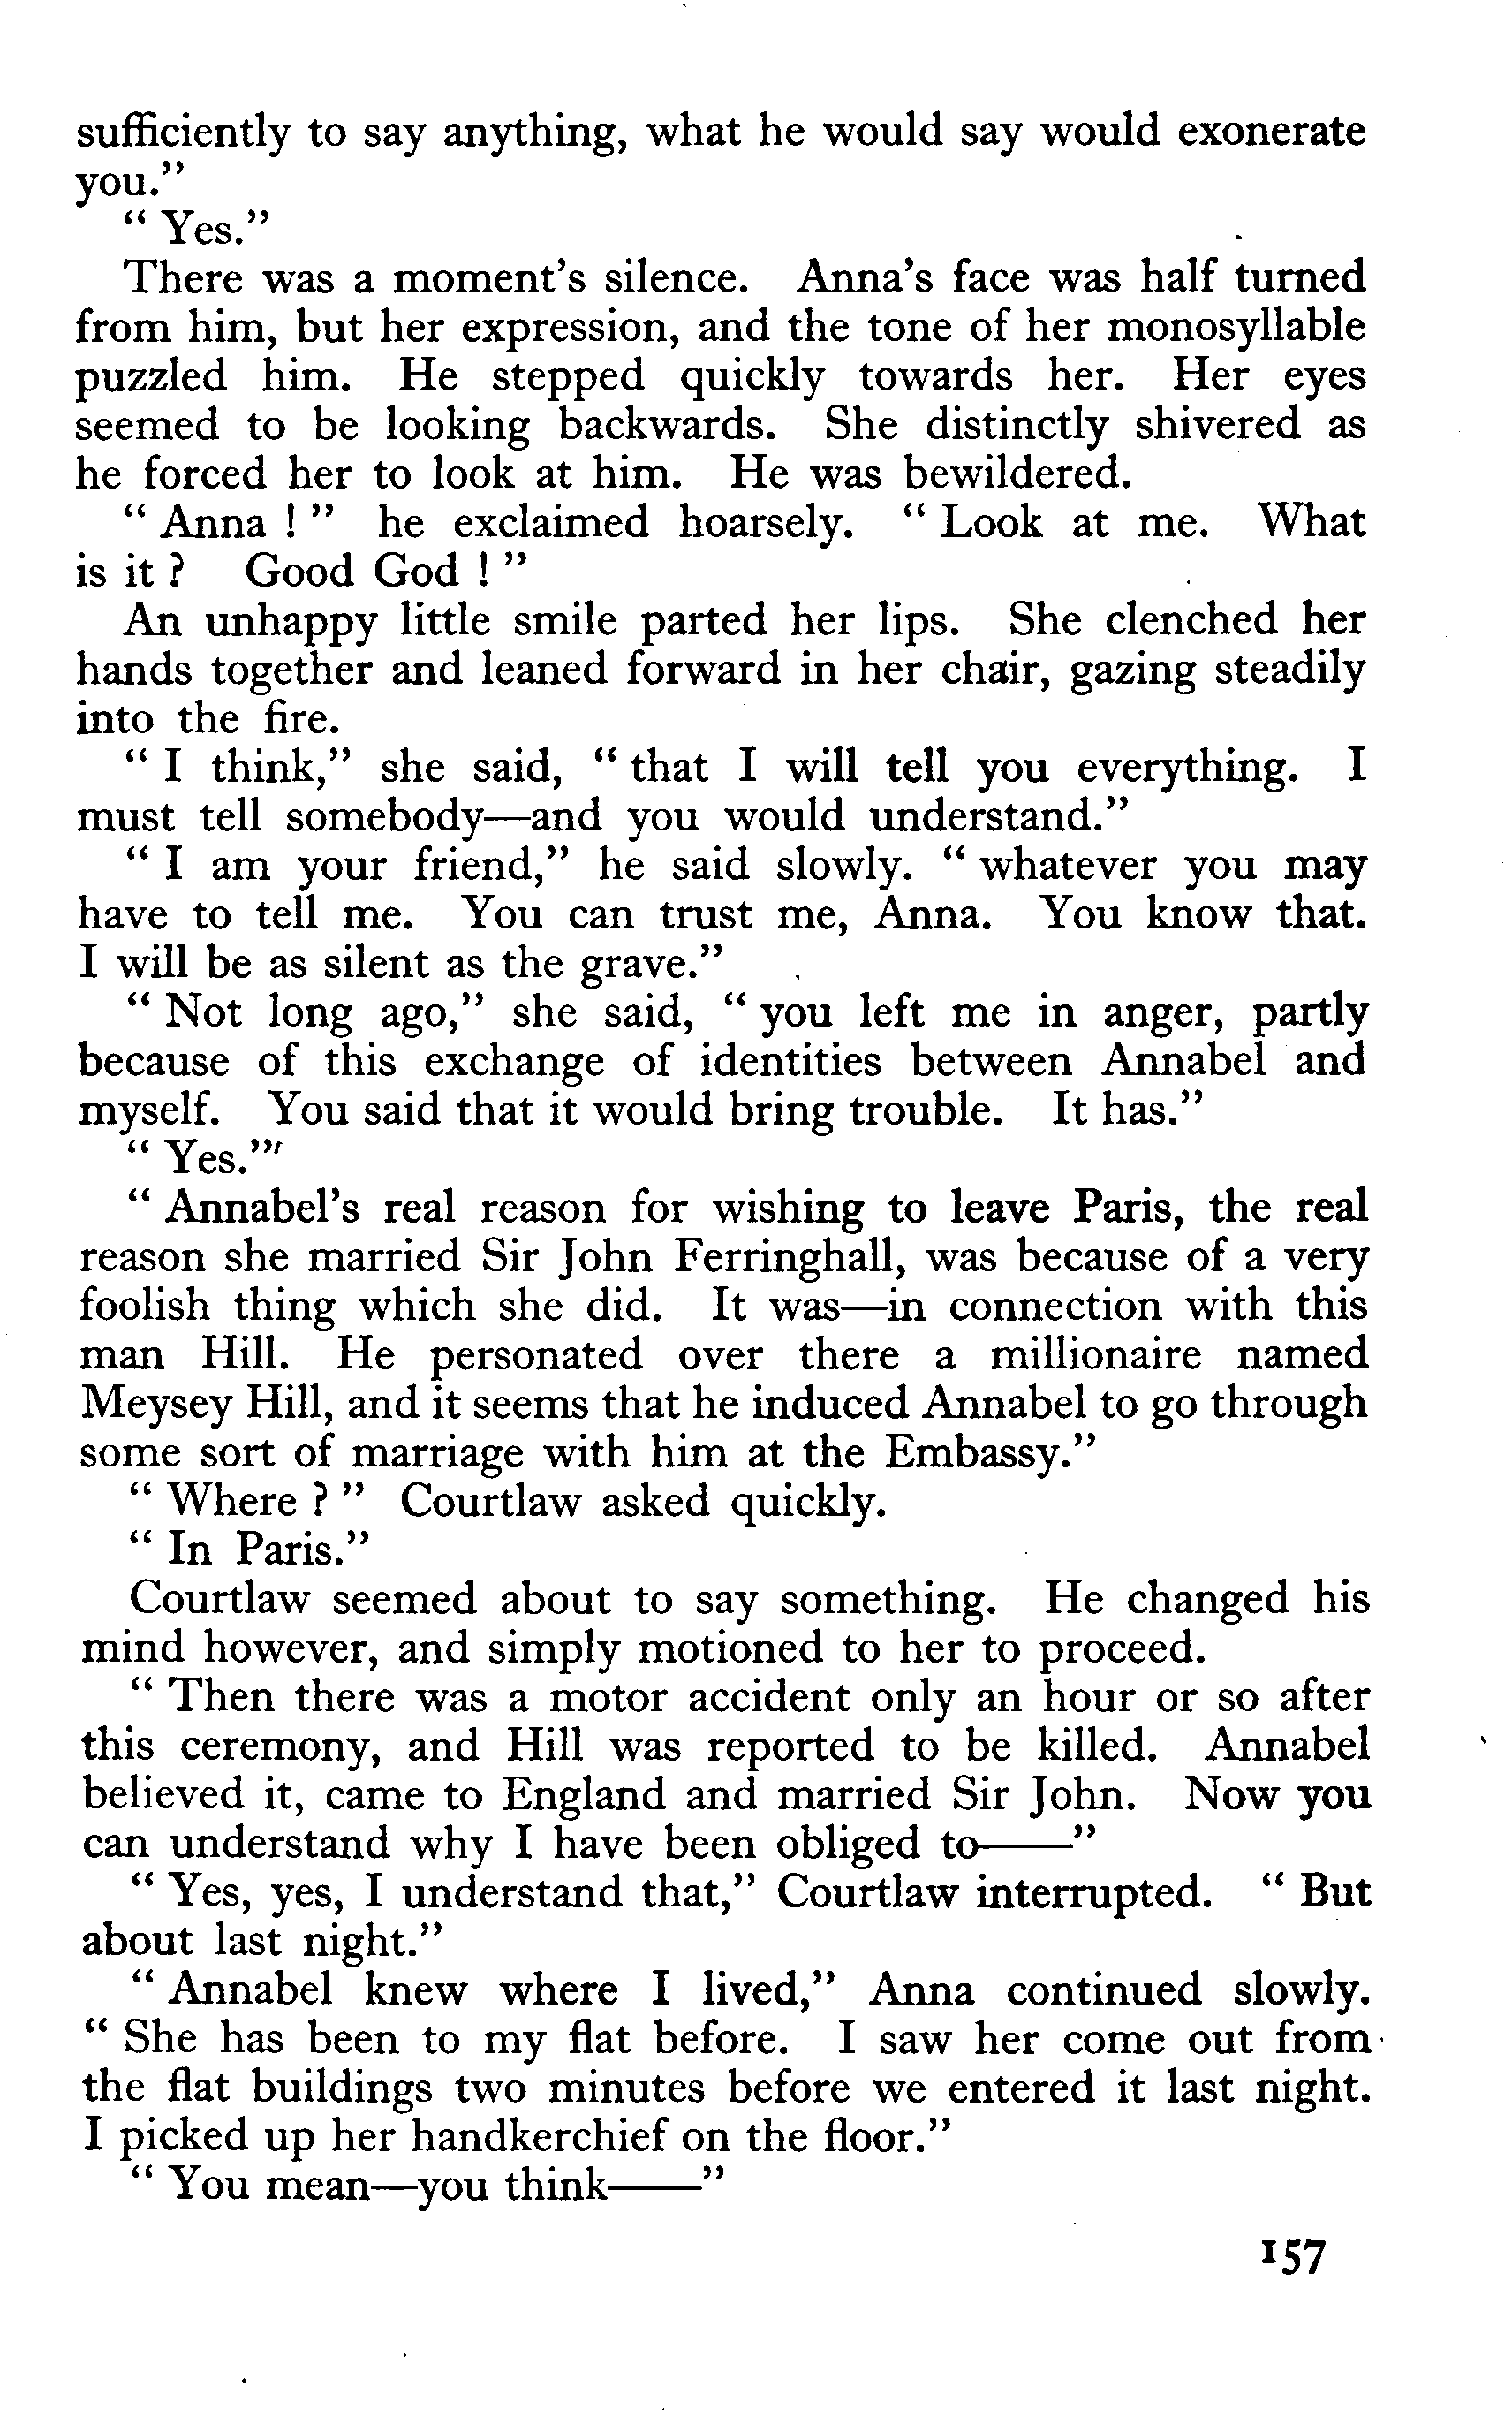 sufficiently to say anything, what he would say would exonerate
you."
" Yes."
There was a moment's silence. Anna's face was half turned
from him, but her expression, and the tone of her monosyllable
puzzled him. He stepped quickly towards her. Her eyes
seemed to be looking backwards. She distinctly shivered as
he forced her to look at him. He was bewildered.
" Anna ! " he exclaimed hoarsely. " Look at me. What
is it ? Good God ! "
An unhappy little smile parted her lips. She clenched her
hands together and leaned forward in her chair, gazing steadily
into the fire.
" I think," she said, " that I will tell you everything. I
must tell somebody—and you would understand."
" I am your friend," he said slowly. " whatever you may
have to tell me. You can trust me, Anna. You know that.
I will be as silent as the grave."
" Not long ago," she said, " you left me in anger, partly
because of this exchange of identities between Annabel and
myself. You said that it would bring trouble. It has."
" Yes."
" Annabel's real reason for wishing to leave Paris, the real
reason she married Sir John Ferringhall, was because of a very
foolish thing which she did. It was—in connection with this
man Hill. He personated over there a millionaire named
Meysey Hill, and it seems that he induced Annabel to go through
some sort of marriage with him at the Embassy."
" Where ? " Courtlaw asked quickly.
" In Paris."
Courtlaw seemed about to say something. He changed his
mind however, and simply motioned to her to proceed.
" Then there was a motor accident only an hour or so after
this ceremony, and Hill was reported to be killed. Annabel
believed it, came to England and married Sir John. Now you
can understand why I have been obliged to——"
" Yes, yes, I understand that," Courtlaw interrupted. " But
about last night."
" Annabel knew where I lived," Anna continued slowly.
" She has been to my flat before. I saw her come out from
the flat buildings two minutes before we entered it last night.
I picked up her handkerchief on the floor."
" You mean—you think——"
157